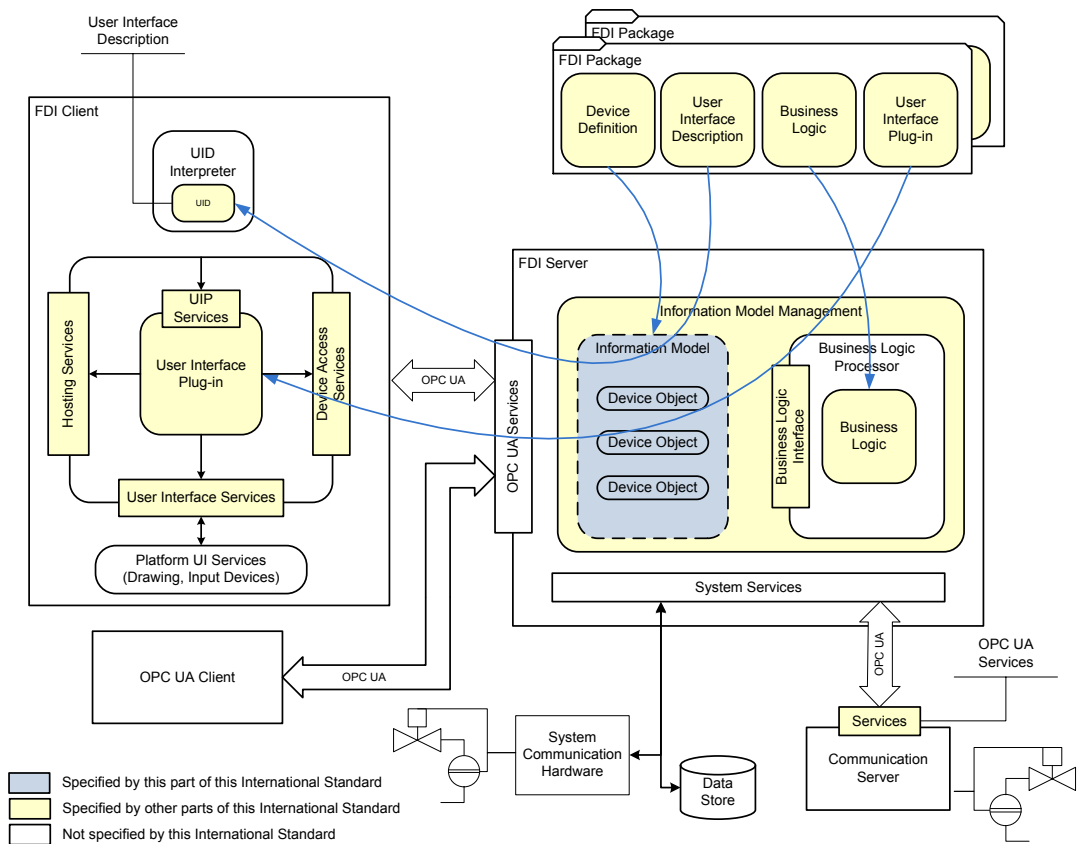 User Interface
Description
FDI Package
FDI Package
Device
Definition
User
Interface
Description
Business
Logic
User
Interface
Plug-in
FDI Client
UID
Interpreter
UID
UIP
Services
Hosting Services
User Interface
Plug-in
Device Access
Services
User Interface Services
Platform UI Services
(Drawing, Input Devices)
OPC UA
FDI Server
OPC UA Services
Information Model Management
Information Model
Device Object
Device Object
Device Object
Business Logic
Processor
Business Logic
Interface
Business
Logic
System Services
OPC UA Client
OPC UA
OPC UA
OPC UA
Services
Services
Communication
Server
System
Communication
Hardware
Data
Store
Specified by this part of this International Standard
Specified by other parts of this International Standard
Not specified by this International Standard